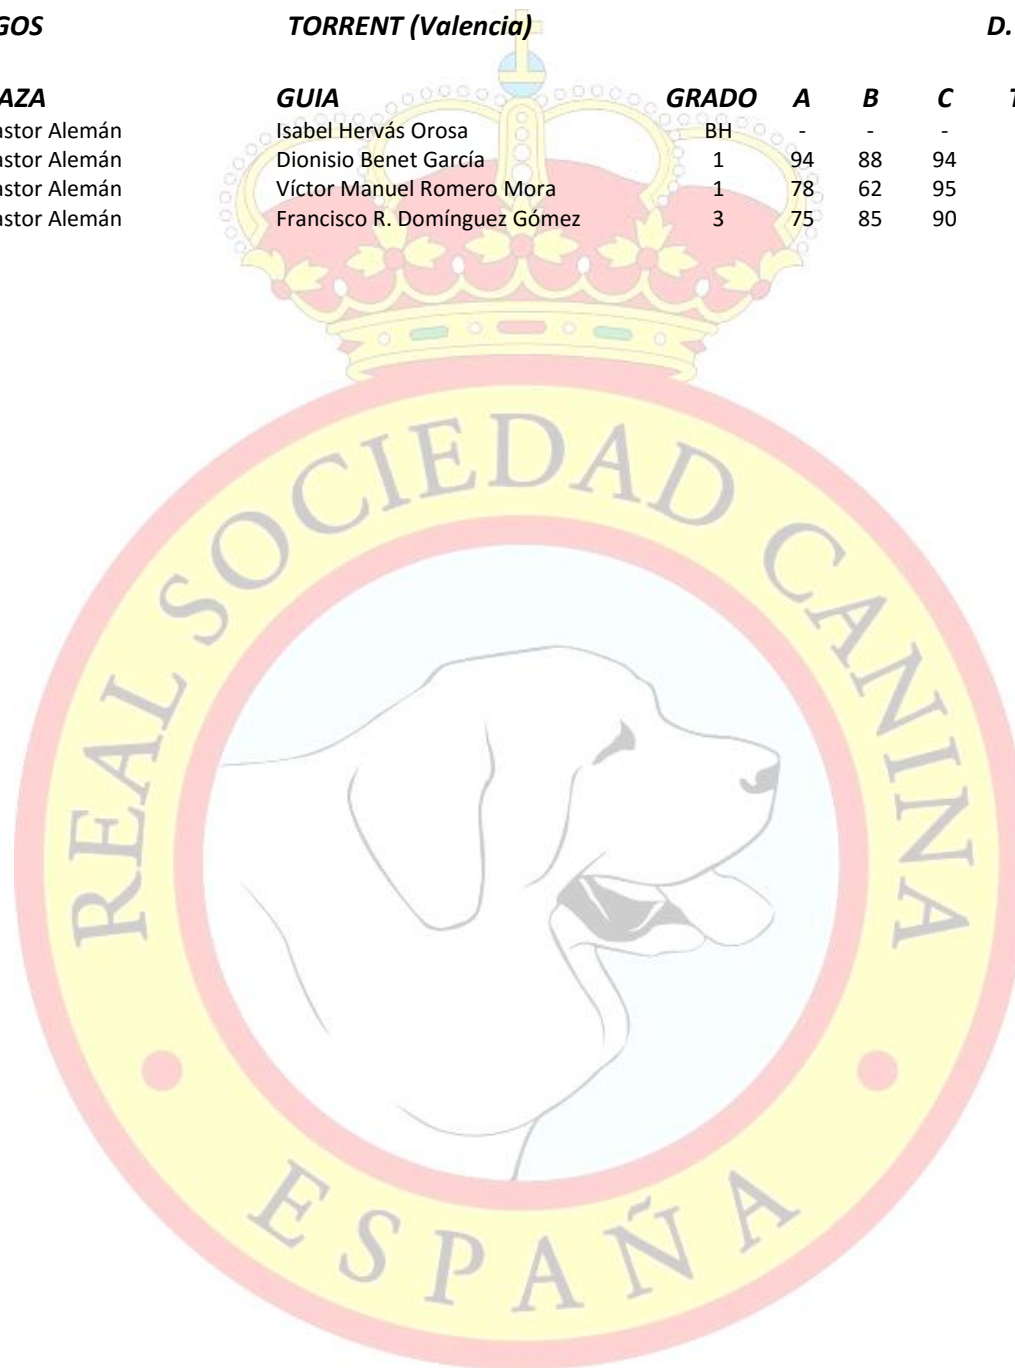 GOS TORRENT (Valencia) D.
AZA GUIA GRADO A B C T
astor Alemán Isabel Hervás Orosa BH - - -
astor Alemán Dionisio Benet García 1 94 88 94
astor Alemán Víctor Manuel Romero Mora 1 78 62 95
astor Alemán Francisco R. Domínguez Gómez 3 75 85 90
REAL SOCIEDAD CANINA
ESPAÑA